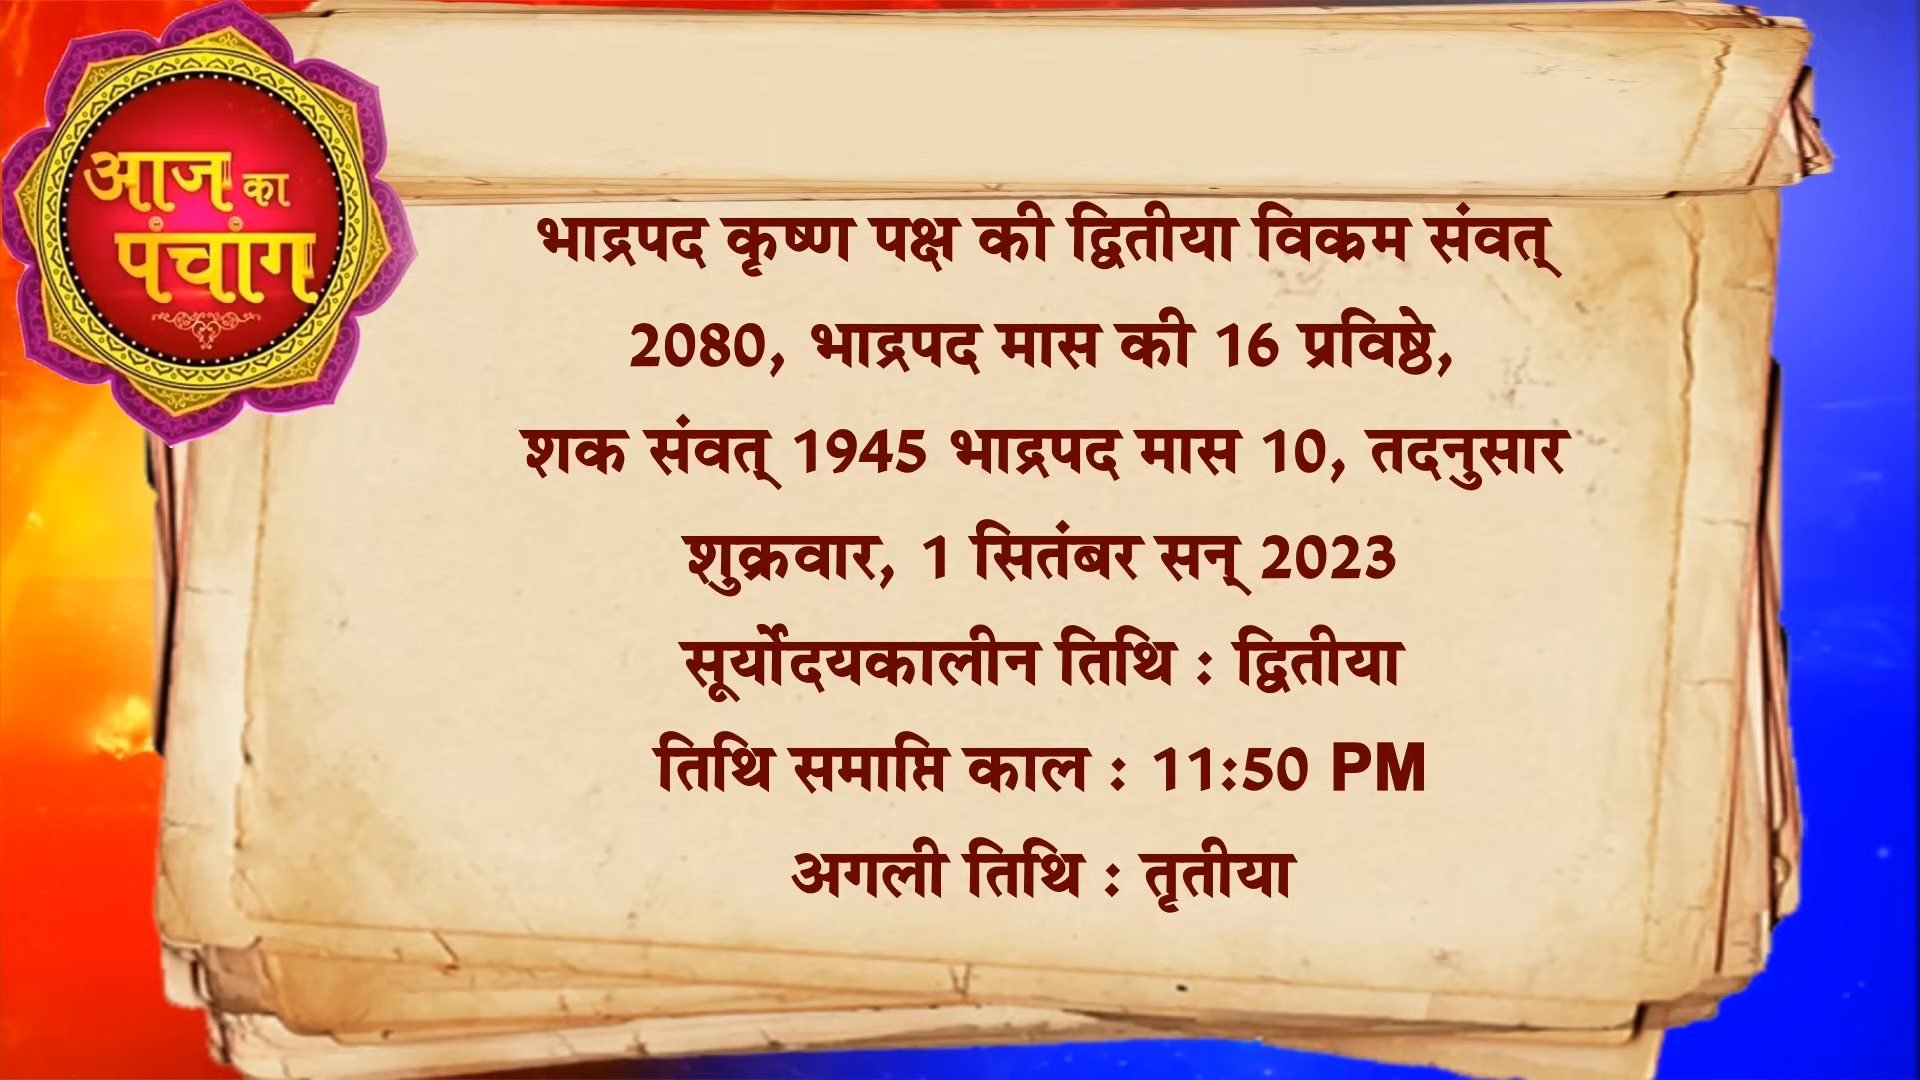 आज का
पंचांग
भाद्रपद कृष्ण पक्ष की द्वितीया विक्रम संवत्
2080, भाद्रपद मास की 16 प्रविष्ठे,
शक संवत् 1945 भाद्रपद मास 10, तदनुसार
शुक्रवार, 1 सितंबर सन् 2023
सूर्योदयकालीन तिथि : द्वितीया
तिथि समाप्ति काल : 11:50 PM
अगली तिथि : तृतीया